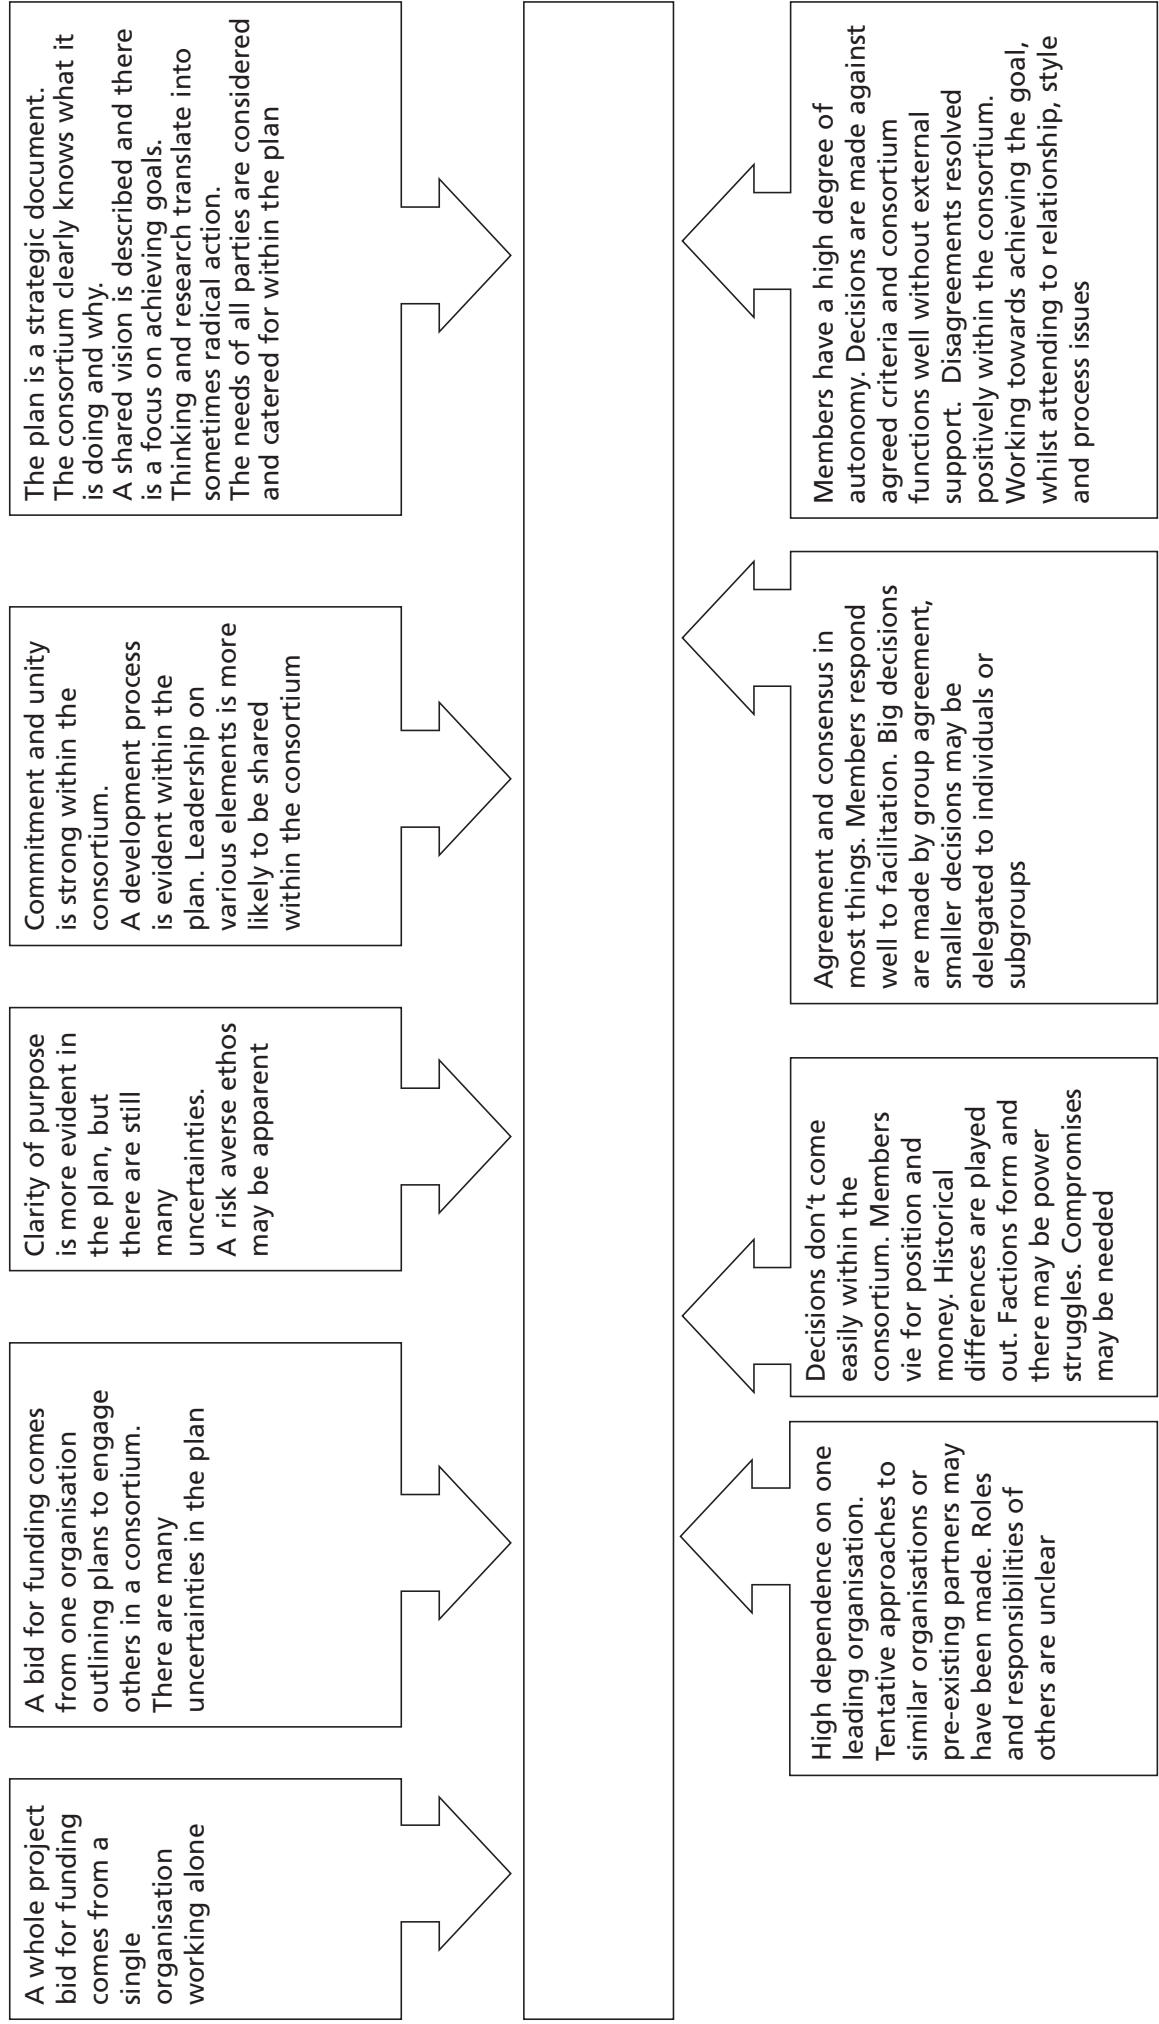 A whole project
bid for funding
comes from a
single
organisation
working alone
A bid for funding comes
from one organisation
outlining plans to engage
others in a consortium.
There are many
uncertainties in the plan
Clarity of purpose
is more evident in
the plan, but
there are still
many
uncertainties.
A risk averse ethos
may be apparent
Commitment and unity
is strong within the
consortium.
A development process
is evident within the
plan. Leadership on
various elements is more
likely to be shared
within the consortium
The plan is a strategic document.
The consortium clearly knows what it
is doing and why.
A shared vision is described and there
is a focus on achieving goals.
Thinking and research translate into
sometimes radical action.
The needs of all parties are considered
and catered for within the plan
High dependence on one
leading organisation.
Tentative approaches to
similar organisations or
pre-existing partners may
have been made. Roles
and responsibilities of
others are unclear
Decisions don't come
easily within the
consortium. Members
vie for position and
money. Historical
differences are played
out. Factions form and
there may be power
struggles. Compromises
may be needed
Agreement and consensus in
most things. Members respond
well to facilitation. Big decisions
are made by group agreement,
smaller decisions may be
delegated to individuals or
subgroups
Members have a high degree of
autonomy. Decisions are made against
agreed criteria and consortium
functions well without external
support. Disagreements resolved
positively within the consortium.
Working towards achieving the goal,
whilst attending to relationship, style
and process issues